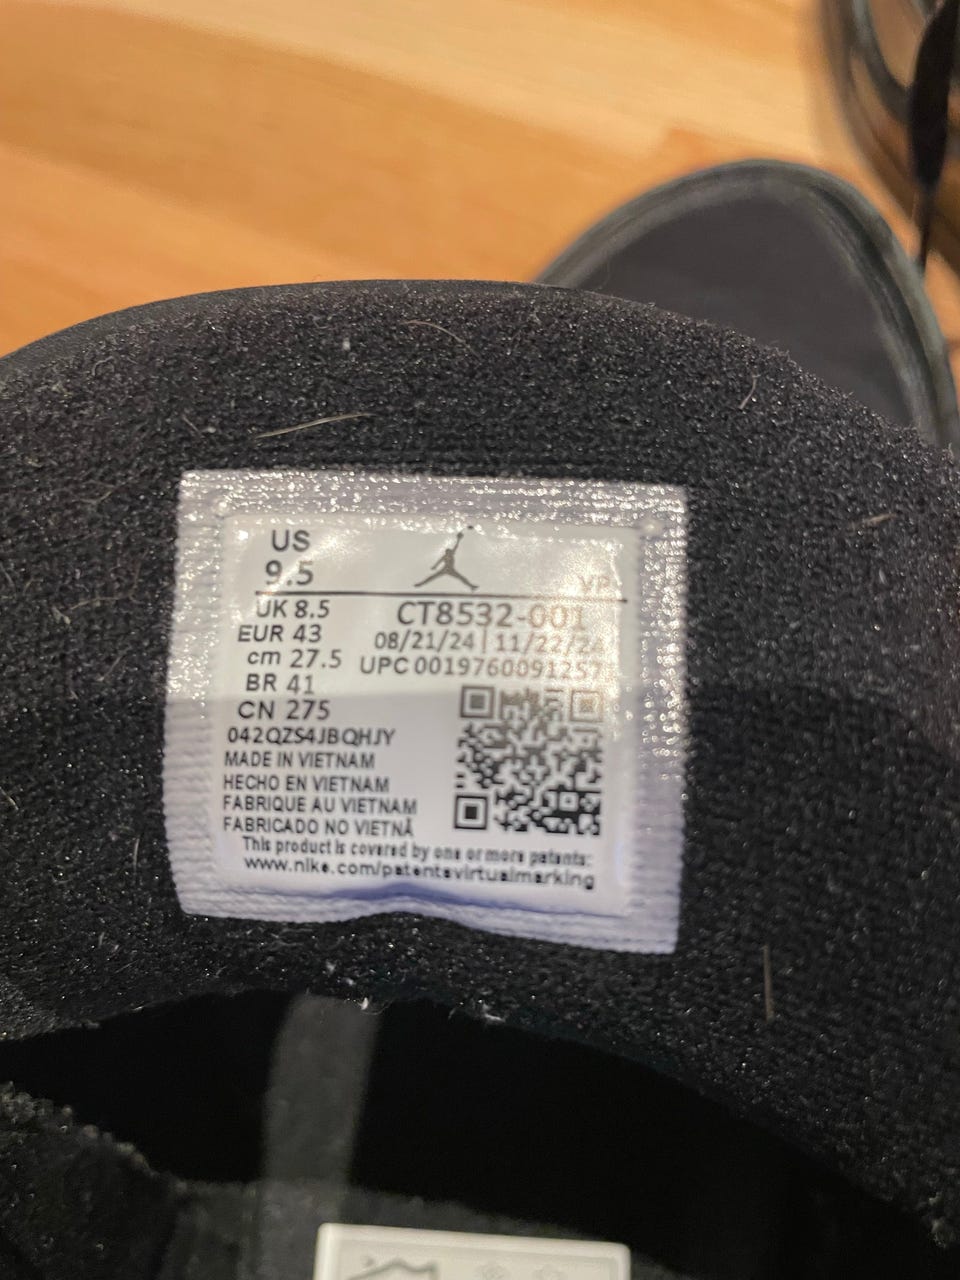 US
9.5
VP
UK 8.5
EUR 43
cm 27.5
BR 41
CN 275
CT8532-001
08/21/24 | 11/22/24
UPC 0019760091257
042QZS4JBQHJY
MADE IN VIETNAM
HECHO EN VIETNAM
FABRIQUE AU VIETNAM
FABRICADO NO VIETNÃ
This product is covered by one or more patents:
www.nike.com/patentsvirtualmarking